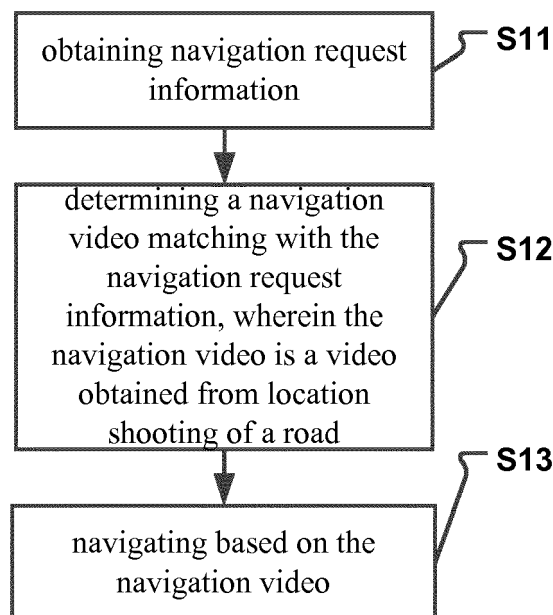 obtaining navigation request
information
S11
determining a navigation
video matching with the
navigation request
information, wherein the
navigation video is a video
obtained from location
shooting of a road
S12
navigating based on the
navigation video
S13